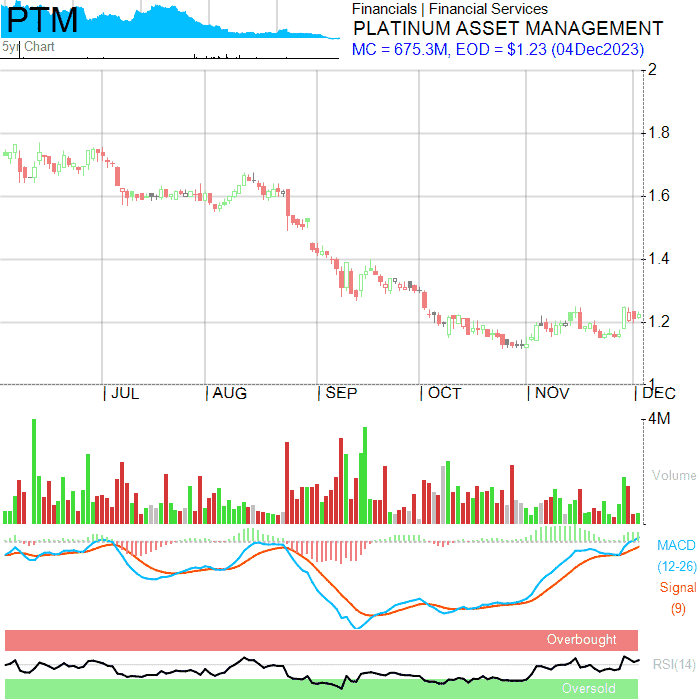 PTM
Financials | Financial Services
PLATINUM ASSET MANAGEMENT
5yr Chart
MC = 675.3M, EOD = $1.23 (04Dec2023)
2
1.8
1.6
1.4
1.2
1
JUL AUG SEP OCT NOV DEC
4M
Volume
MACD
(12-26)
Signal
(9)
Overbought
RSI(14)
Oversold